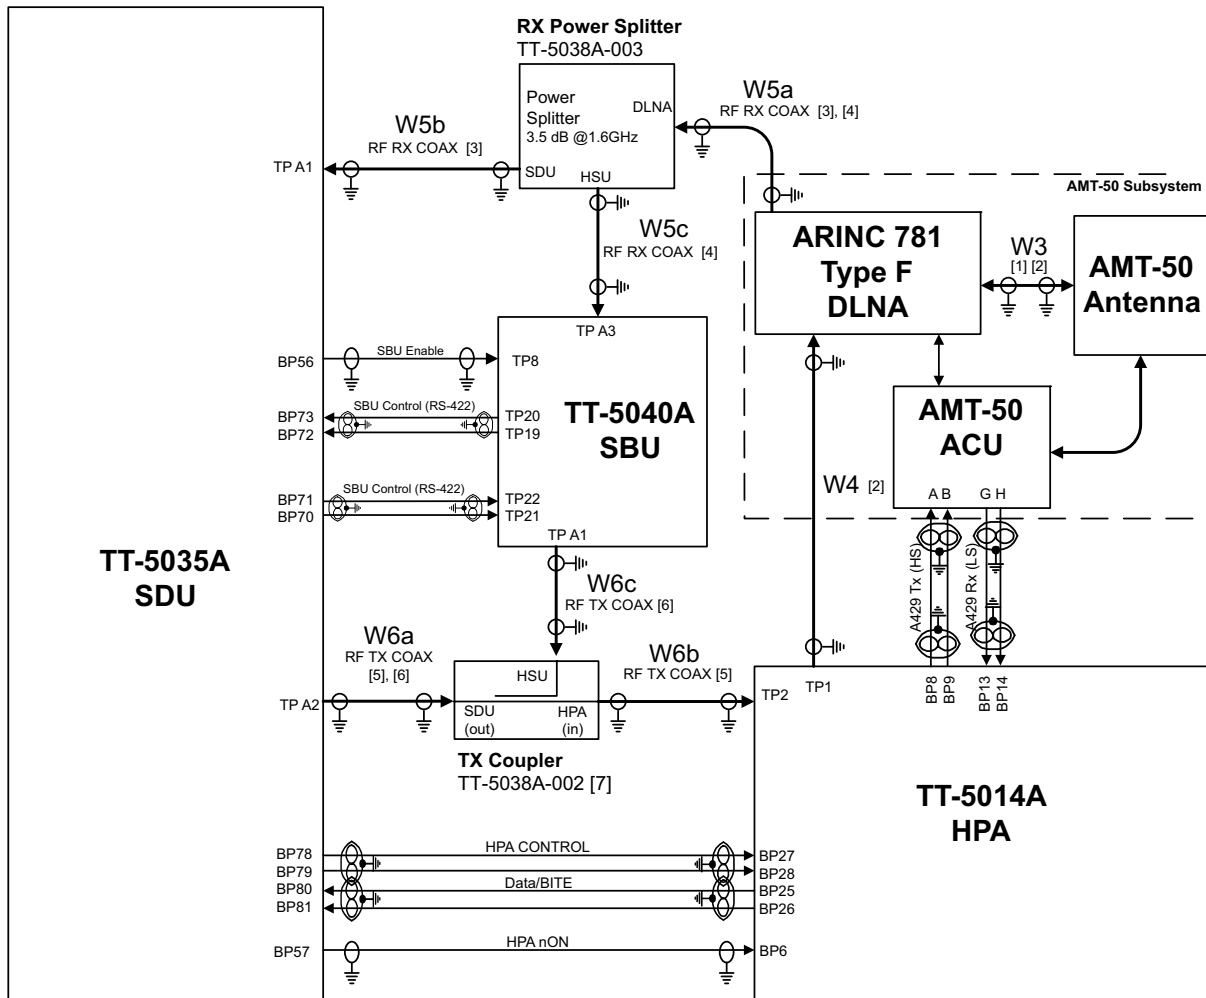 RX Power Splitter
TT-5038A-003
Power
Splitter
3.5 dB @1.6GHz
DLNA
SDU
HSU
W5a
RF RX COAX [3], [4]
W5b
RF RX COAX [3]
TP A1
W5c
RF RX COAX [4]
AMT-50 Subsystem
ARINC 781
Type F
DLNA
W3
[1] [2]
AMT-50
Antenna
TP A3
BP56
SBU Enable
TP8
BP73
SBU Control (RS-422)
TP20
BP72
TP19
TT-5040A
SBU
AMT-50
ACU
A B G H
BP71
SBU Control (RS-422)
TP22
BP70
TP21
TP A1
W4 [2]
A429 Tx (HS)
A429 Rx (LS)
TT-5035A
SDU
W6c
RF TX COAX [6]
W6a
RF TX COAX
[5], [6]
W6b
RF TX COAX [5]
HSU
SDU
(out)
HPA
(in)
TP A2
TP2
TP1
BP8
BP9
BP13
BP14
TX Coupler
TT-5038A-002 [7]
TT-5014A
HPA
BP78
HPA CONTROL
BP27
BP79
BP28
BP80
Data/BITE
BP25
BP81
BP26
BP57
HPA nON
BP6